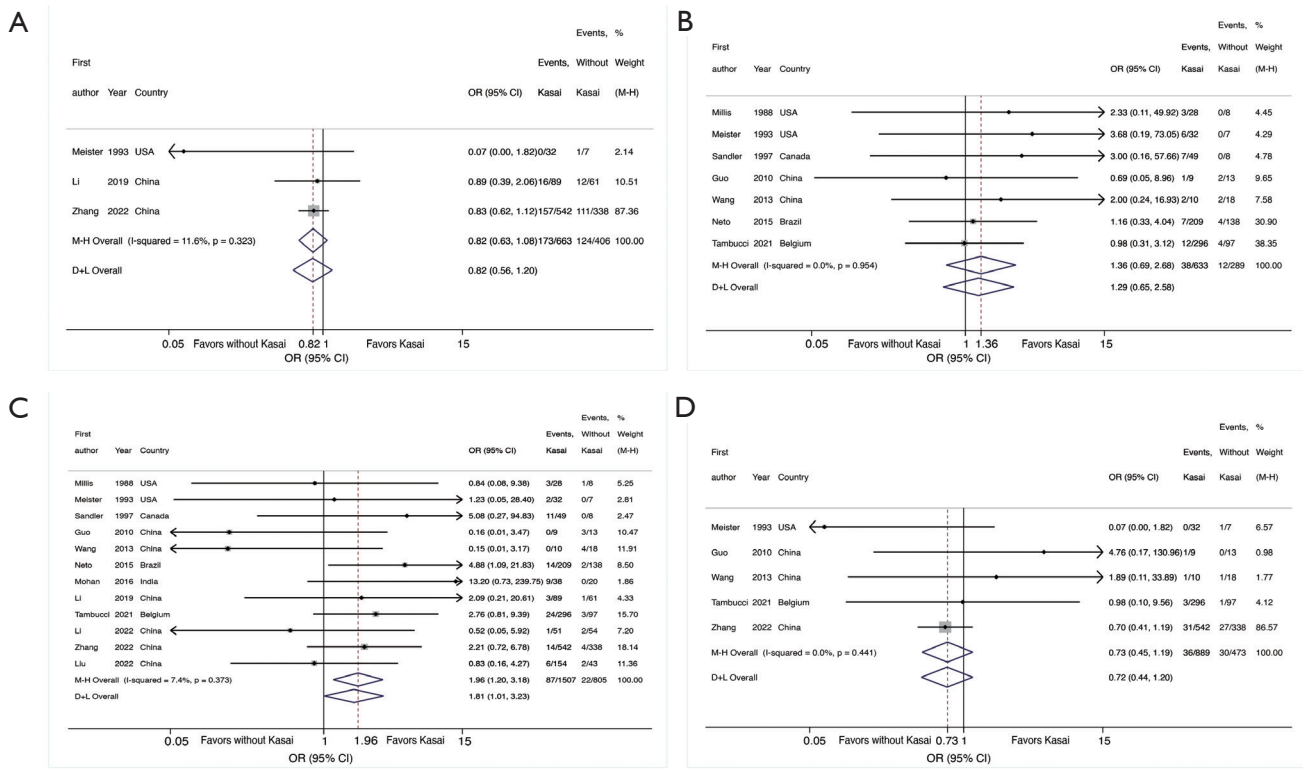 A
Events, %
First Events, Without Weight
author Year Country OR (95% CI) Kasai Kasai (M-H)
Meister 1993 USA 0.07 (0.00, 1.82) 0/32 1/7 2.14
Li 2019 China 0.89 (0.39, 2.06) 16/89 12/61 10.51
Zhang 2022 China 0.83 (0.62, 1.12) 157/542 111/338 87.36
M-H Overall (I-squared = 11.6%, p = 0.323) 0.82 (0.63, 1.08) 173/663 124/406 100.00
D+L Overall 0.82 (0.56, 1.20)
0.05 Favors without Kasai 0.82 1 Favors Kasai 15
OR (95% CI)
B
Events, %
First Events, Without Weight
author Year Country OR (95% CI) Kasai Kasai (M-H)
Millis 1988 USA 2.33 (0.11, 49.92) 3/28 0/8 4.45
Meister 1993 USA 3.68 (0.19, 73.05) 6/32 0/7 4.29
Sandler 1997 Canada 3.00 (0.16, 57.66) 7/49 0/8 4.78
Guo 2010 China 0.69 (0.05, 8.96) 1/9 2/13 9.65
Wang 2013 China 2.00 (0.24, 16.93) 2/10 2/18 7.58
Neto 2015 Brazil 1.16 (0.33, 4.04) 7/209 4/138 30.90
Tambucci 2021 Belgium 0.98 (0.31, 3.12) 12/296 4/97 38.35
M-H Overall (I-squared = 0.0%, p = 0.954) 1.36 (0.69, 2.68) 38/633 12/289 100.00
D+L Overall 1.29 (0.65, 2.58)
0.05 Favors without Kasai 1 1.36 Favors Kasai 15
OR (95% CI)
C
Events, %
First Events, Without Weight
author Year Country OR (95% CI) Kasai Kasai (M-H)
Millis 1988 USA 0.84 (0.08, 9.38) 3/28 1/8 5.25
Meister 1993 USA 1.23 (0.05, 28.40) 2/32 0/7 2.81
Sandler 1997 Canada 5.08 (0.27, 94.83) 11/49 0/8 2.47
Guo 2010 China 0.16 (0.01, 3.47) 0/9 3/13 10.47
Wang 2013 China 0.15 (0.01, 3.17) 0/10 4/18 11.91
Neto 2015 Brazil 4.88 (1.09, 21.83) 14/209 2/138 8.50
Mohan 2016 India 13.20 (0.73, 239.75) 9/38 0/20 1.86
Li 2019 China 2.09 (0.21, 20.61) 3/89 1/61 4.33
Tambucci 2021 Belgium 2.76 (0.81, 9.39) 24/296 3/97 15.70
Li 2022 China 0.52 (0.05, 5.92) 1/51 2/54 7.20
Zhang 2022 China 2.21 (0.72, 6.78) 14/542 4/338 18.14
Liu 2022 China 0.83 (0.16, 4.27) 6/154 2/43 11.36
M-H Overall (I-squared = 7.4%, p = 0.373) 1.96 (1.20, 3.18) 87/1507 22/805 100.00
D+L Overall 1.81 (1.01, 3.23)
0.05 Favors without Kasai 1 1.96 Favors Kasai 15
OR (95% CI)
D
Events, %
First Events, Without Weight
author Year Country OR (95% CI) Kasai Kasai (M-H)
Meister 1993 USA 0.07 (0.00, 1.82) 0/32 1/7 6.57
Guo 2010 China 4.76 (0.17, 130.96) 1/9 0/13 0.98
Wang 2013 China 1.89 (0.11, 33.89) 1/10 1/18 1.77
Tambucci 2021 Belgium 0.98 (0.10, 9.56) 3/296 1/97 4.12
Zhang 2022 China 0.70 (0.41, 1.19) 31/542 27/338 86.57
M-H Overall (I-squared = 0.0%, p = 0.441) 0.73 (0.45, 1.19) 36/889 30/473 100.00
D+L Overall 0.72 (0.44, 1.20)
0.05 Favors without Kasai 0.73 1 Favors Kasai 15
OR (95% CI)